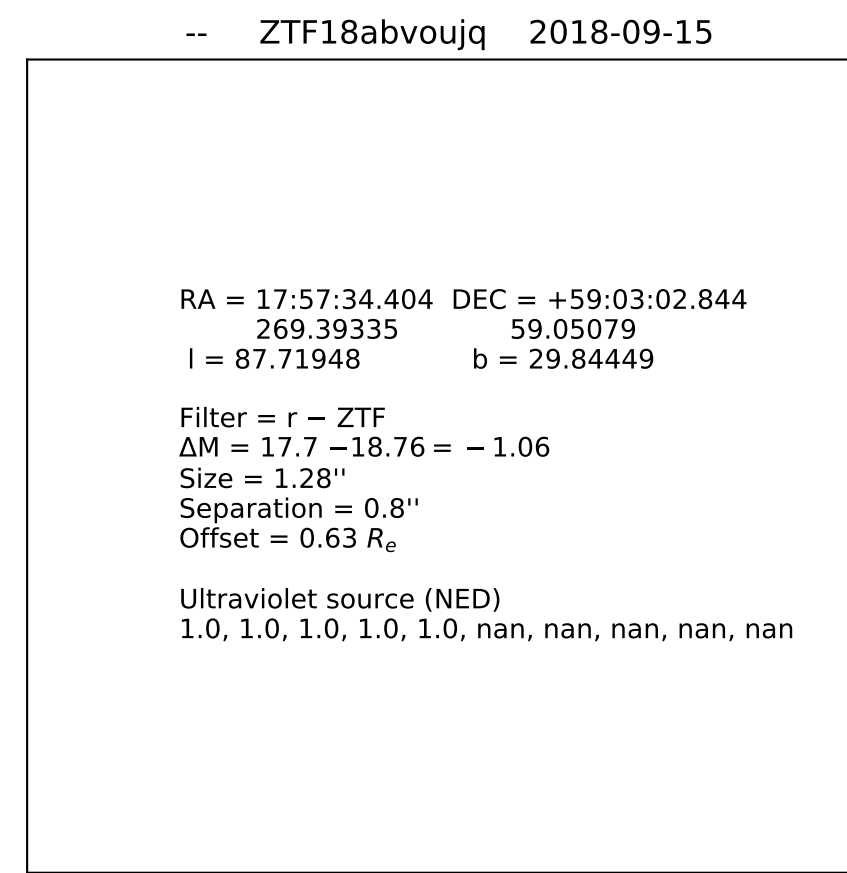 -- ZTF18abvoujq 2018-09-15
RA = 17:57:34.404 DEC = +59:03:02.844
269.39335 59.05079
l = 87.71948 b = 29.84449
Filter = r − ZTF
ΔM = 17.7 −18.76 = − 1.06
Size = 1.28''
Separation = 0.8''
Offset = 0.63 Rₑ
Ultraviolet source (NED)
1.0, 1.0, 1.0, 1.0, 1.0, nan, nan, nan, nan, nan